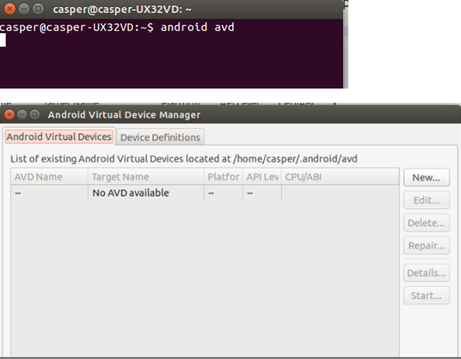 casper@casper-UX32VD: ~
casper@casper-UX32VD:~$ android avd
Android Virtual Device Manager
Android Virtual Devices Device Definitions
List of existing Android Virtual Devices located at /home/casper/.android/avd
AVD Name Target Name Platfor API Lev CPU/ABI
-- No AVD available -- --
New...
Edit...
Delete...
Repair...
Details...
Start...